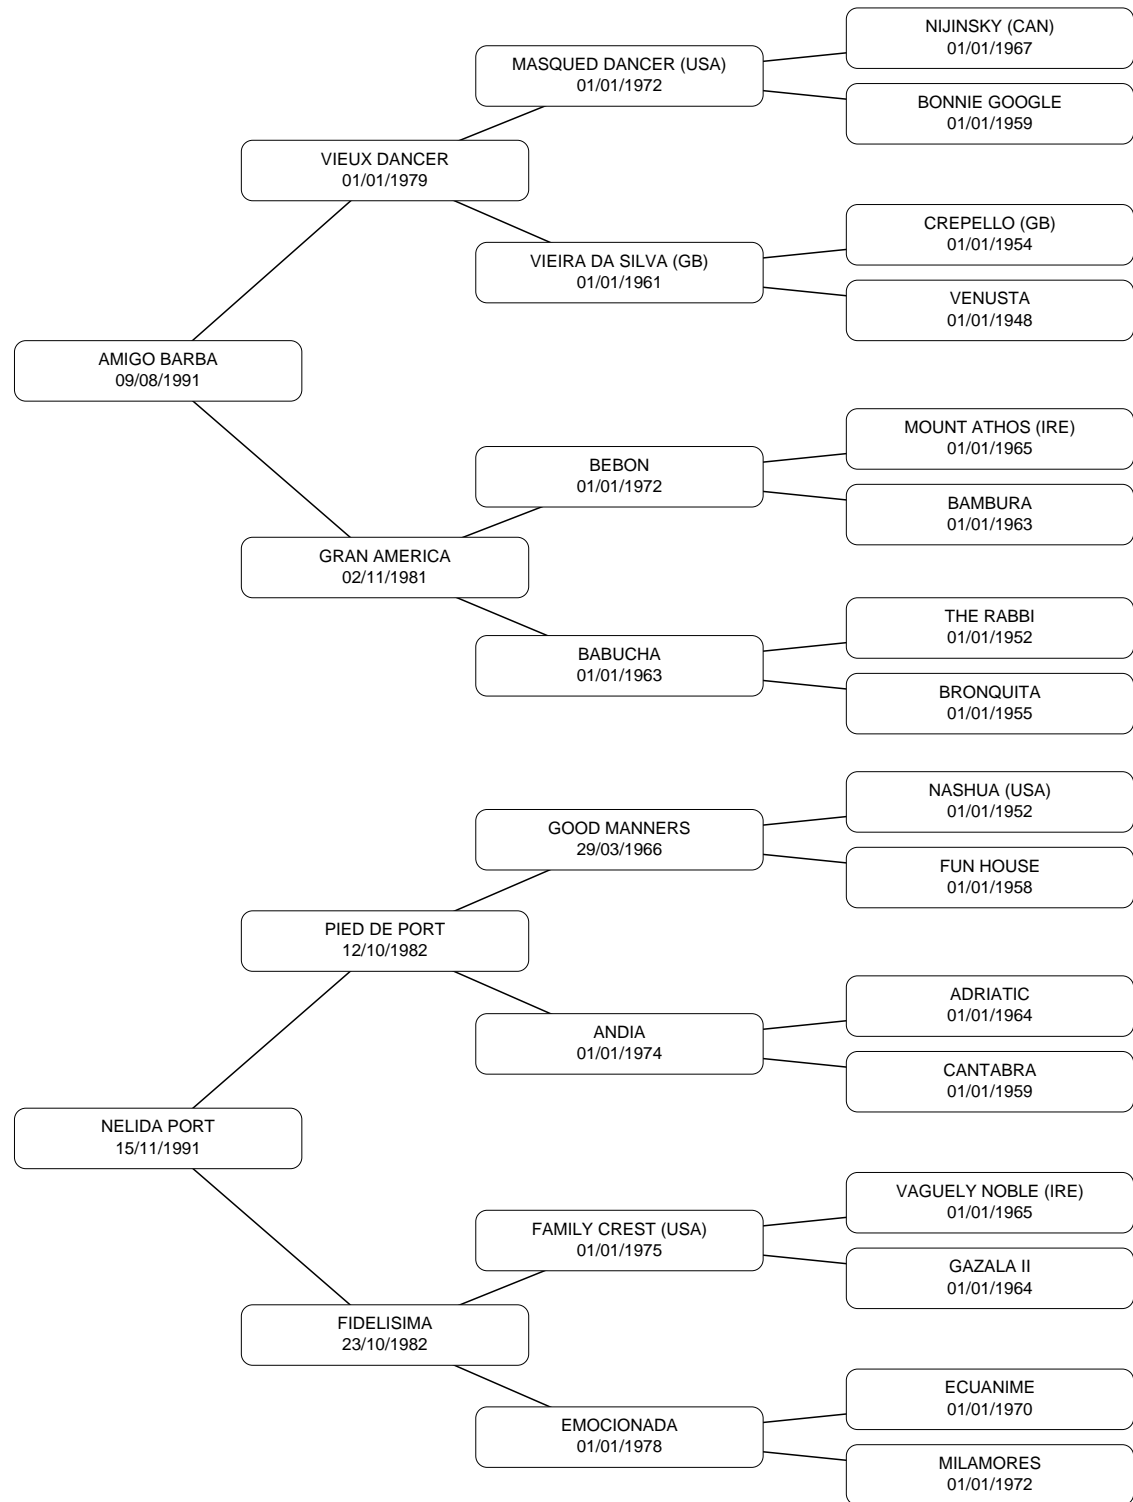 NIJINSKY (CAN)
01/01/1967
MASQUED DANCER (USA)
01/01/1972
BONNIE GOOGLE
01/01/1959
VIEUX DANCER
01/01/1979
CREPELLO (GB)
01/01/1954
VIEIRA DA SILVA (GB)
01/01/1961
VENUSTA
01/01/1948
AMIGO BARBA
09/08/1991
MOUNT ATHOS (IRE)
01/01/1965
BEBON
01/01/1972
BAMBURA
01/01/1963
GRAN AMERICA
02/11/1981
THE RABBI
01/01/1952
BABUCHA
01/01/1963
BRONQUITA
01/01/1955
NASHUA (USA)
01/01/1952
GOOD MANNERS
29/03/1966
FUN HOUSE
01/01/1958
PIED DE PORT
12/10/1982
ADRIATIC
01/01/1964
ANDIA
01/01/1974
CANTABRA
01/01/1959
NELIDA PORT
15/11/1991
VAGUELY NOBLE (IRE)
01/01/1965
FAMILY CREST (USA)
01/01/1975
GAZALA II
01/01/1964
FIDELISIMA
23/10/1982
ECUANIME
01/01/1970
EMOCIONADA
01/01/1978
MILAMORES
01/01/1972